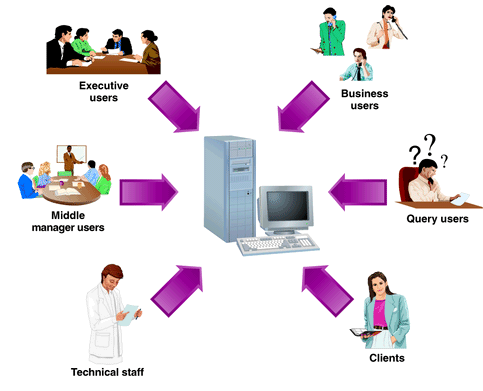 Executive
users
Business
users
? ? ?
Middle
manager users
Query users
Technical staff
Clients